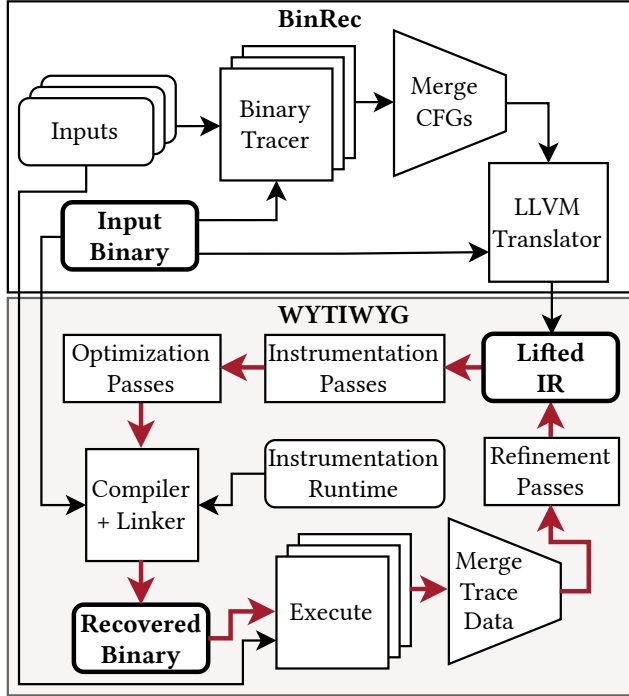 BinRec
Inputs
Binary
Tracer
Merge
CFGs
Input
Binary
LLVM
Translator
WYTIWYG
Optimization
Passes
Instrumentation
Passes
Lifted
IR
Compiler
+ Linker
Instrumentation
Runtime
Refinement
Passes
Recovered
Binary
Execute
Merge
Trace
Data